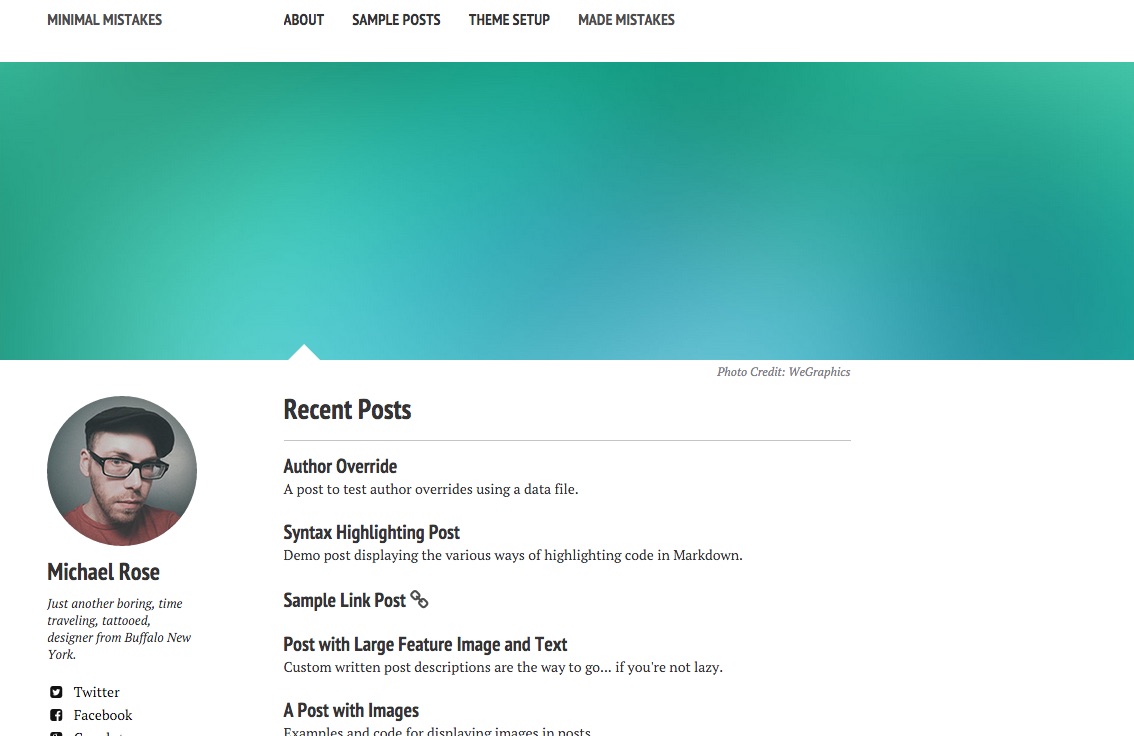 MINIMAL MISTAKES ABOUT SAMPLE POSTS THEME SETUP MADE MISTAKES
Photo Credit: WeGraphics
Michael Rose
Just another boring, time
traveling, tattooed,
designer from Buffalo New
York.
Twitter
Facebook
Recent Posts
Author Override
A post to test author overrides using a data file.
Syntax Highlighting Post
Demo post displaying the various ways of highlighting code in Markdown.
Sample Link Post
Post with Large Feature Image and Text
Custom written post descriptions are the way to go... if you're not lazy.
A Post with Images
Examples and code for displaying images in posts.